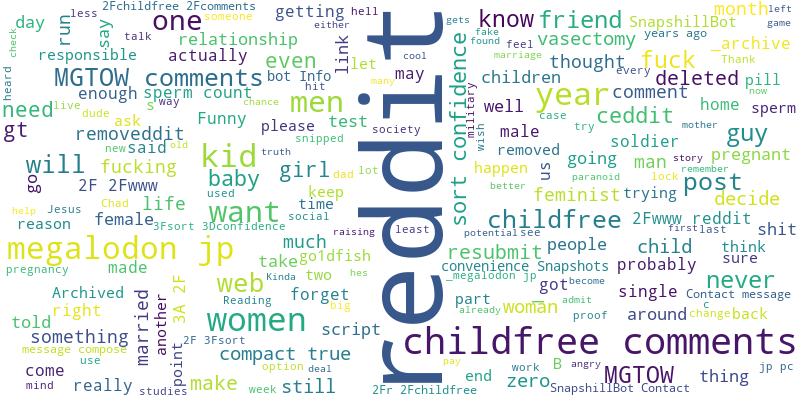 day
less
2Fchildfree 2Fcomments
someone
getting
hell
know
friend
SnapshillBot
month
left
game
check
run
say
talk
one
relationship
either
link
reddit
gets
fake
found
years ago
_archive
Thank
responsible
actually
even
cool
feel
vasectomy
marriage
every
heard
MGTOW comments
bot Info
let
may
many
thought
fuck
deleted
pill
now
enough
sperm count
hit
military
children
comment
need
live
dude
s
way
chance
men
test
society
sort confidence
well
ceddit
home
sperm
gt
ask
Funny
please
snipped
wish
male
case
try
soldier
mother
guy
new
said
old
removeddit
truth
removed
year
will
fucking
kid
girl
dad
lot
us
going
man
story
pregnant
go
2F 2Fwww
baby
keep
happen
paranoid
lock
remember
post
help
Jesus
Chad
life
used
want
time
better
feminist
trying
decide
reason
female
3Fsort 3Dconfidence
social
raising
least
childfree
2Fwww reddit
first
last
shit
megalodon jp
much
go1dfish
potential
see
people
child
think
sure
pregnancy
made
take
two
hes
resubmit
probably
never
Archived
3A 2F
web
Kinda
_megalodon jp
convenience Snapshots
become
single
Contact message
right
Reading
forget
big
got
part
woman
admit
around
c
change
back
told
married
another
women
script
already
proof
something
2F 2Fsort
childfree comments
message compose
point
compact true
pay
work
B
angry
jp pc
come
use
option
deal
end
MGTOW
thing
mind
really
studies
make
week
still
2Fr 2Fchildfree
zero
SnapshillBot Contact